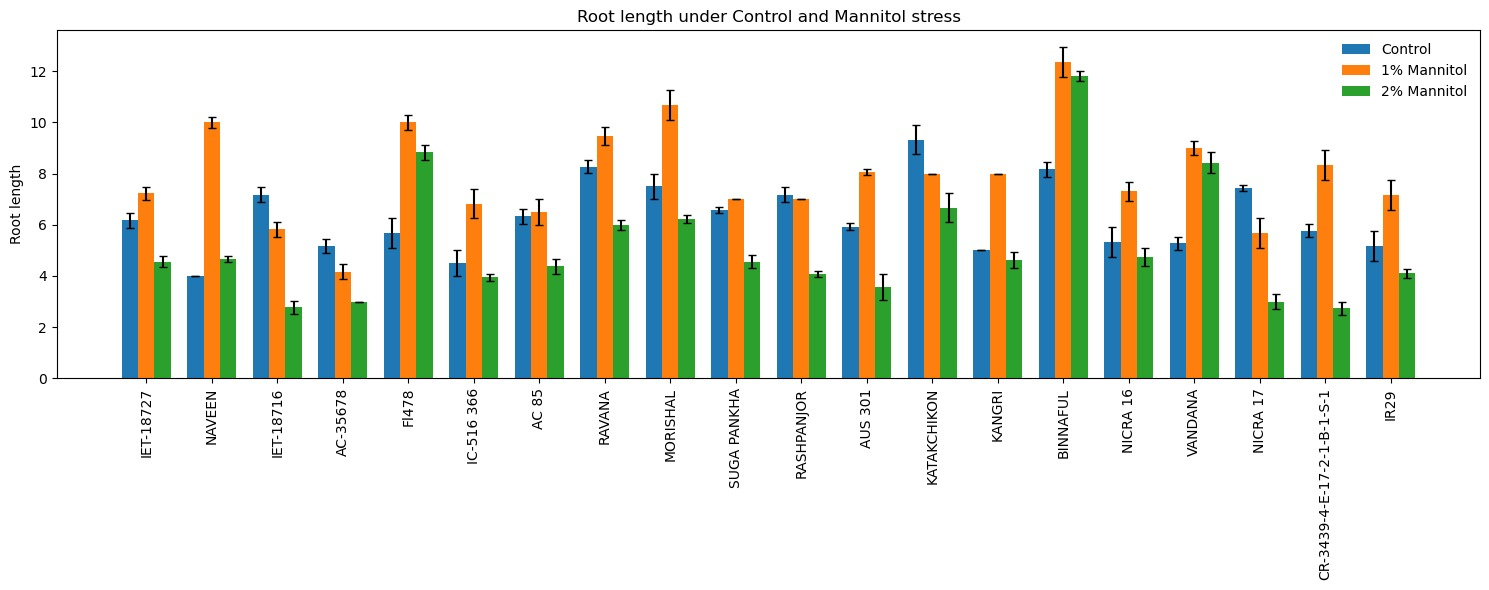 Root length under Control and Mannitol stress
Control
1% Mannitol
2% Mannitol
Root length
12
10
8
6
4
2
0
IET-18727
NAVEEN
IET-18716
AC-35678
Fl478
IC-516 366
AC 85
RAVANA
MORISHAL
SUGA PANKHA
RASHPANJOR
AUS 301
KATAKCHIKON
KANGRI
BINNAFUL
NICRA 16
VANDANA
NICRA 17
CR-3439-4-E-17-2-1-B-1-S-1
IR29